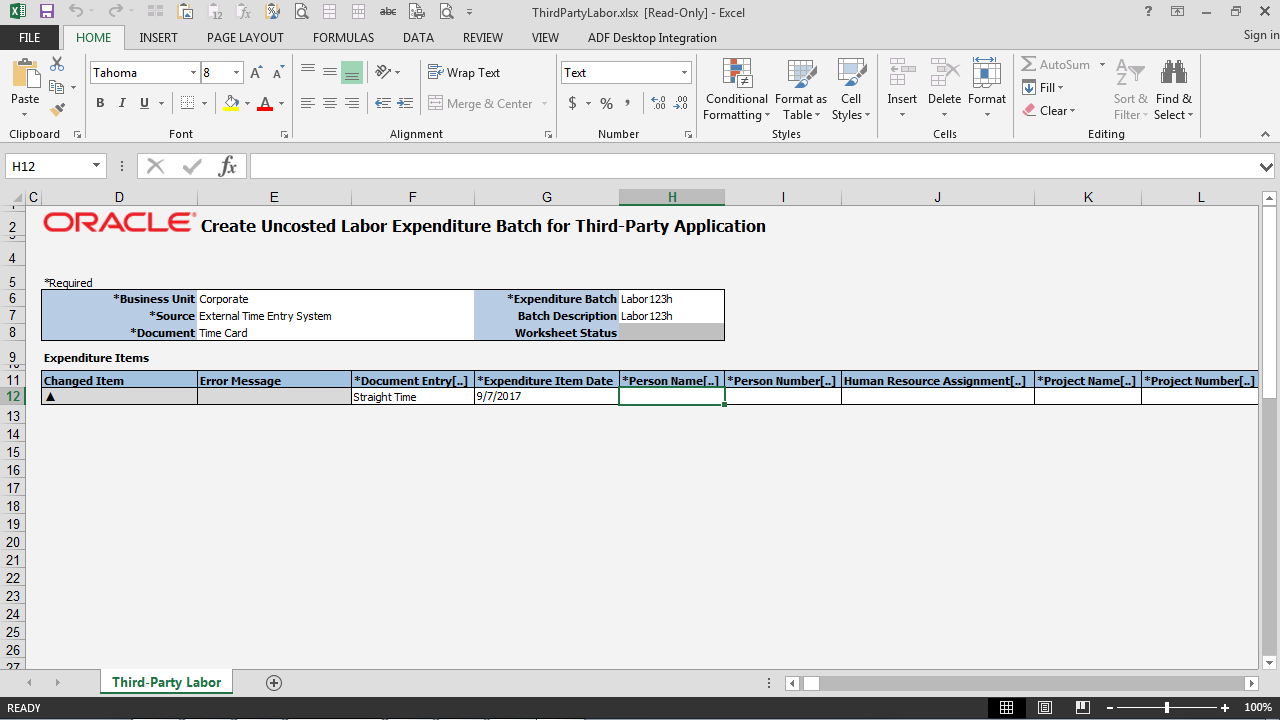 ThirdPartyLabor.xlsx [Read-Only] - Excel
FILE HOME INSERT PAGE LAYOUT FORMULAS DATA REVIEW VIEW ADF Desktop Integration Sign in
Paste
Clipboard
Tahoma 8
B I U
Font
Wrap Text
Merge & Center
Alignment
Text
$ % ,
Number
Conditional Formatting
Format as Table
Cell Styles
Styles
Insert Delete Format
Cells
AutoSum
Fill
Clear
Sort & Filter
Find & Select
Editing
H12 fx
C D E F G H I J K L
2 ORACLE Create Uncosted Labor Expenditure Batch for Third-Party Application
4
5 *Required
6 *Business Unit Corporate *Expenditure Batch Labor123h
7 *Source External Time Entry System Batch Description Labor123h
8 *Document Time Card Worksheet Status
9 Expenditure Items
11 Changed Item Error Message *Document Entry[..] *Expenditure Item Date *Person Name[..] *Person Number[..] Human Resource Assignment[..] *Project Name[..] *Project Number[..]
12 ▲ Straight Time 9/7/2017
13
14
15
16
17
18
19
20
21
22
23
24
25
26
27
Third-Party Labor
READY 100%